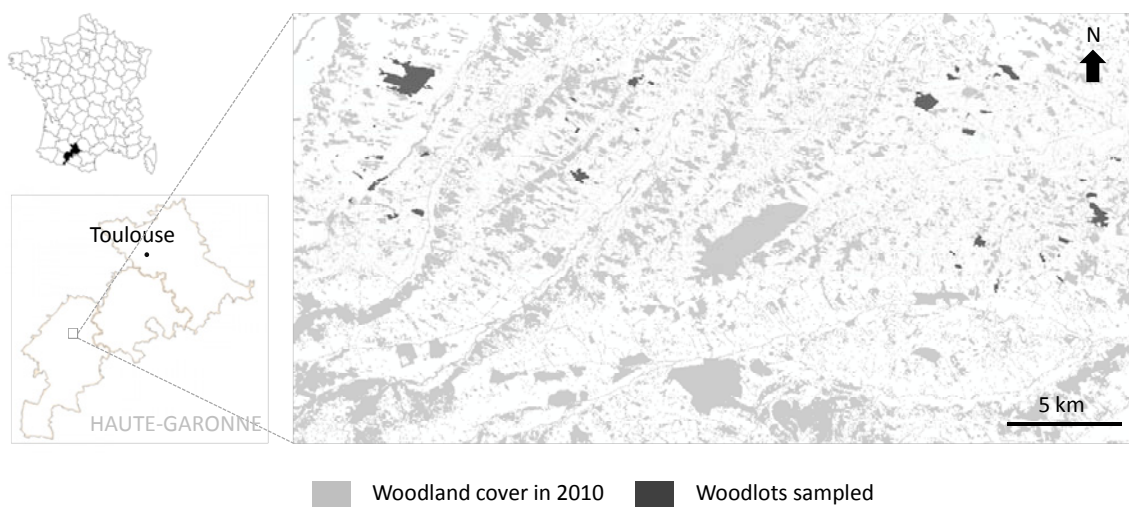 N
Toulouse
HAUTE-GARONNE
5 km
Woodland cover in 2010
Woodlots sampled